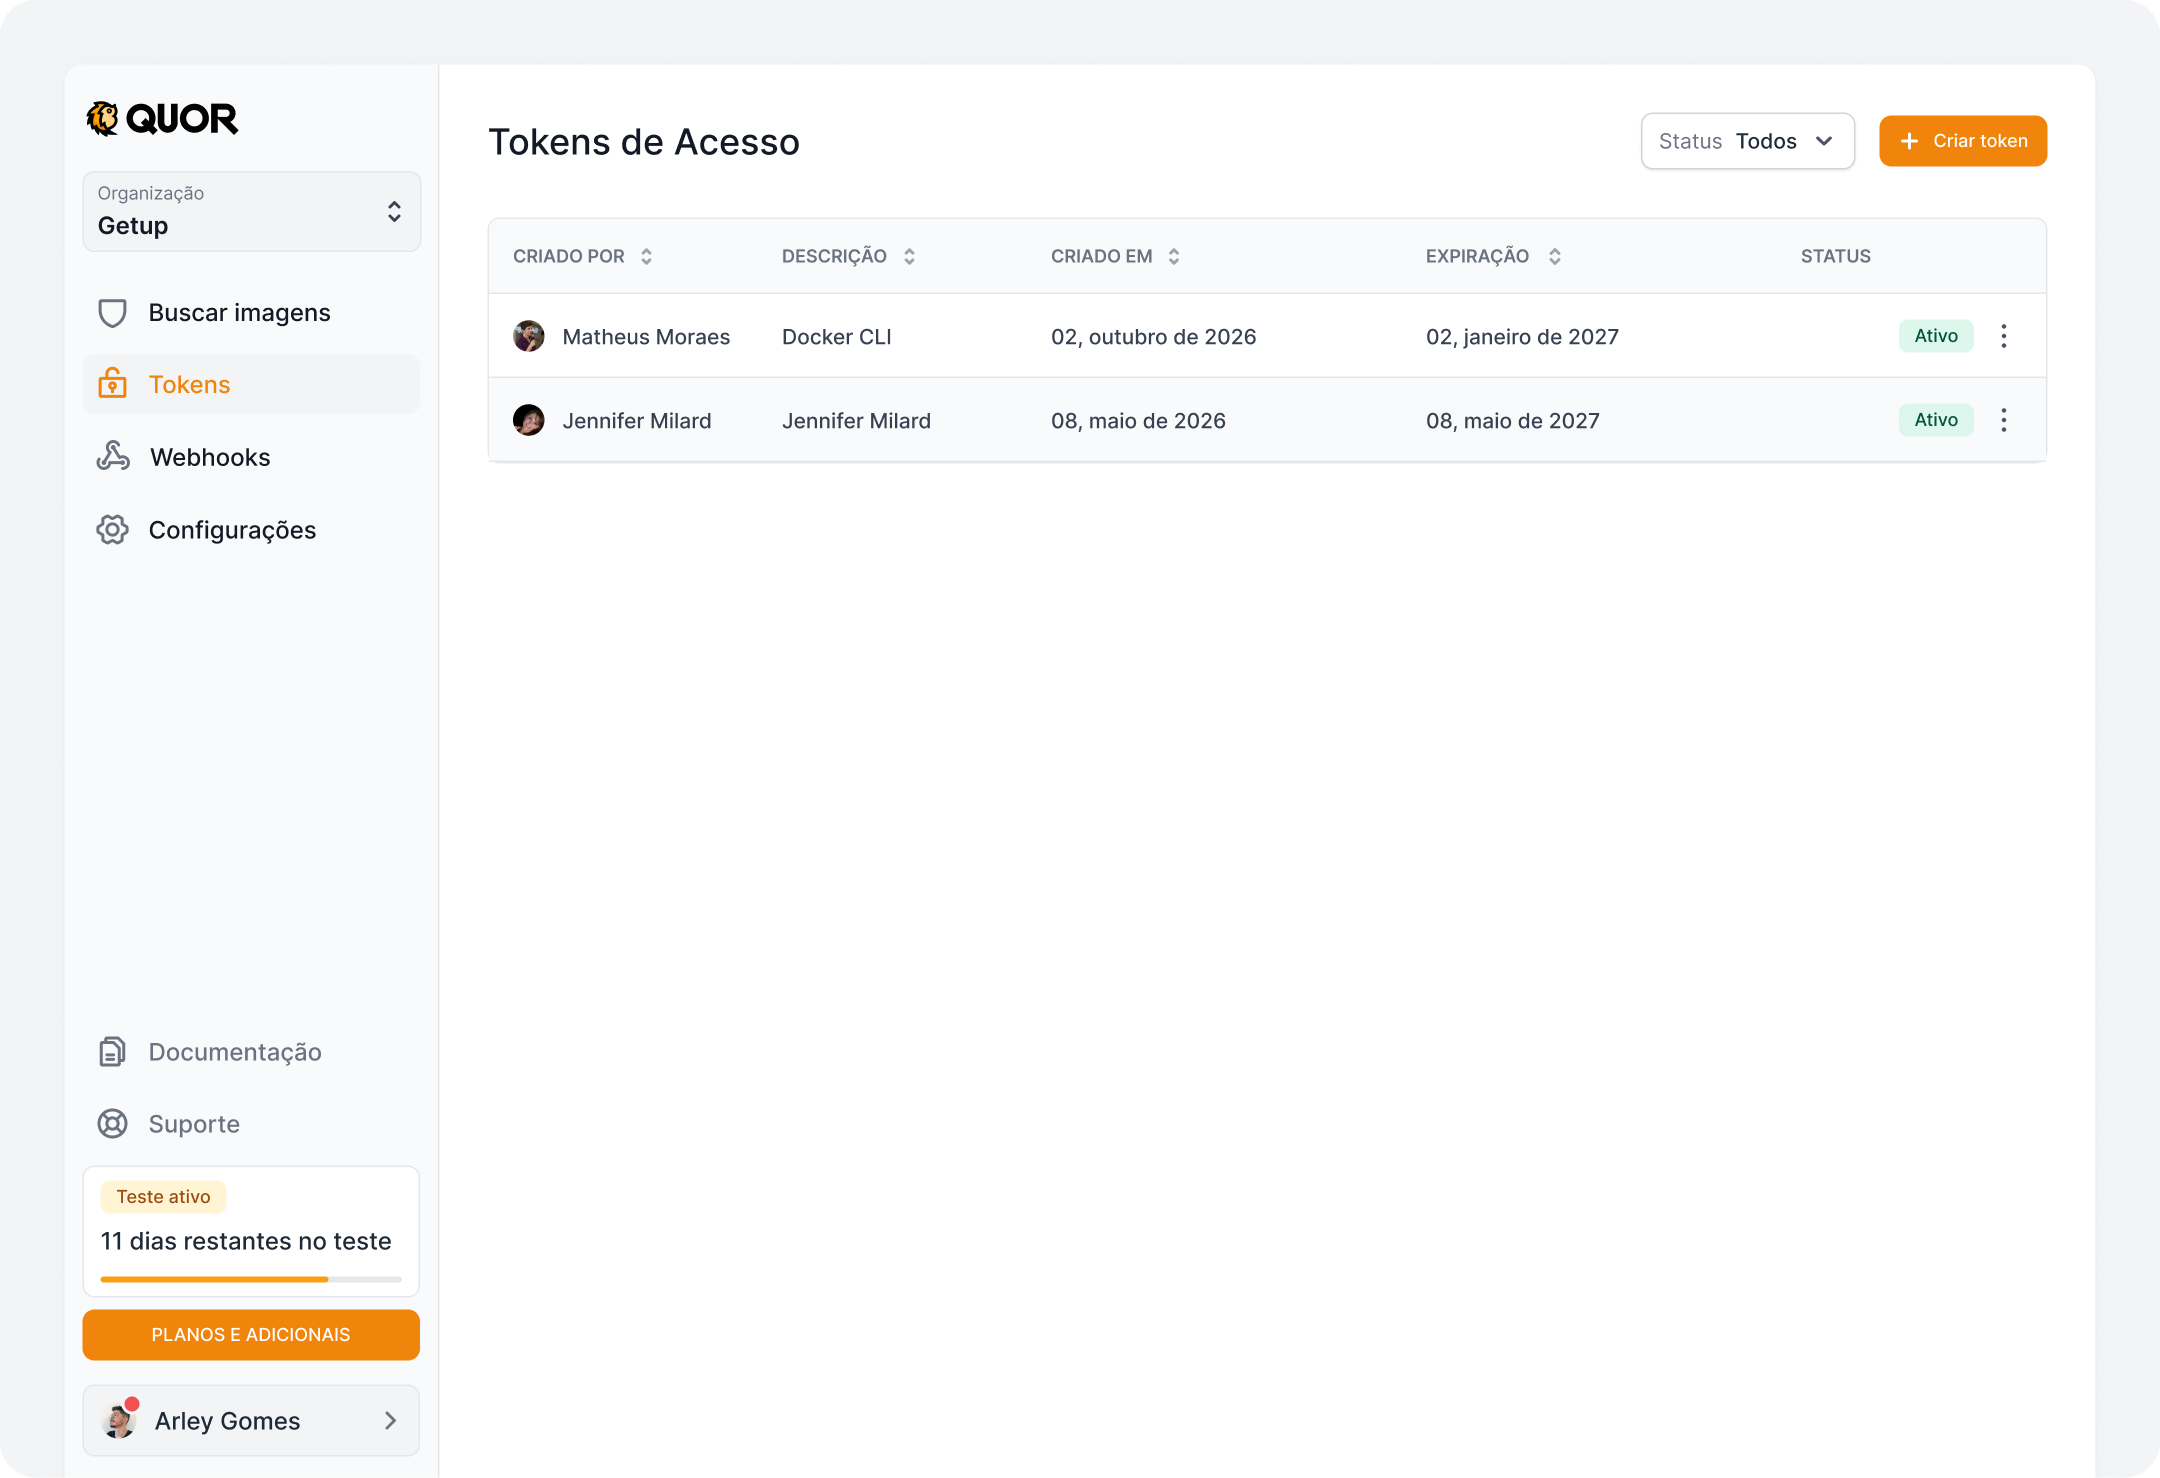 QUOR
Organização
Getup
Buscar imagens
Tokens
Webhooks
Configurações
Documentação
Suporte
Teste ativo
11 dias restantes no teste
PLANOS E ADICIONAIS
Arley Gomes
Tokens de Acesso
Status Todos
Criar token
CRIADO POR DESCRIÇÃO CRIADO EM EXPIRAÇÃO STATUS
Matheus Moraes Docker CLI 02, outubro de 2026 02, janeiro de 2027 Ativo
Jennifer Milard Jennifer Milard 08, maio de 2026 08, maio de 2027 Ativo